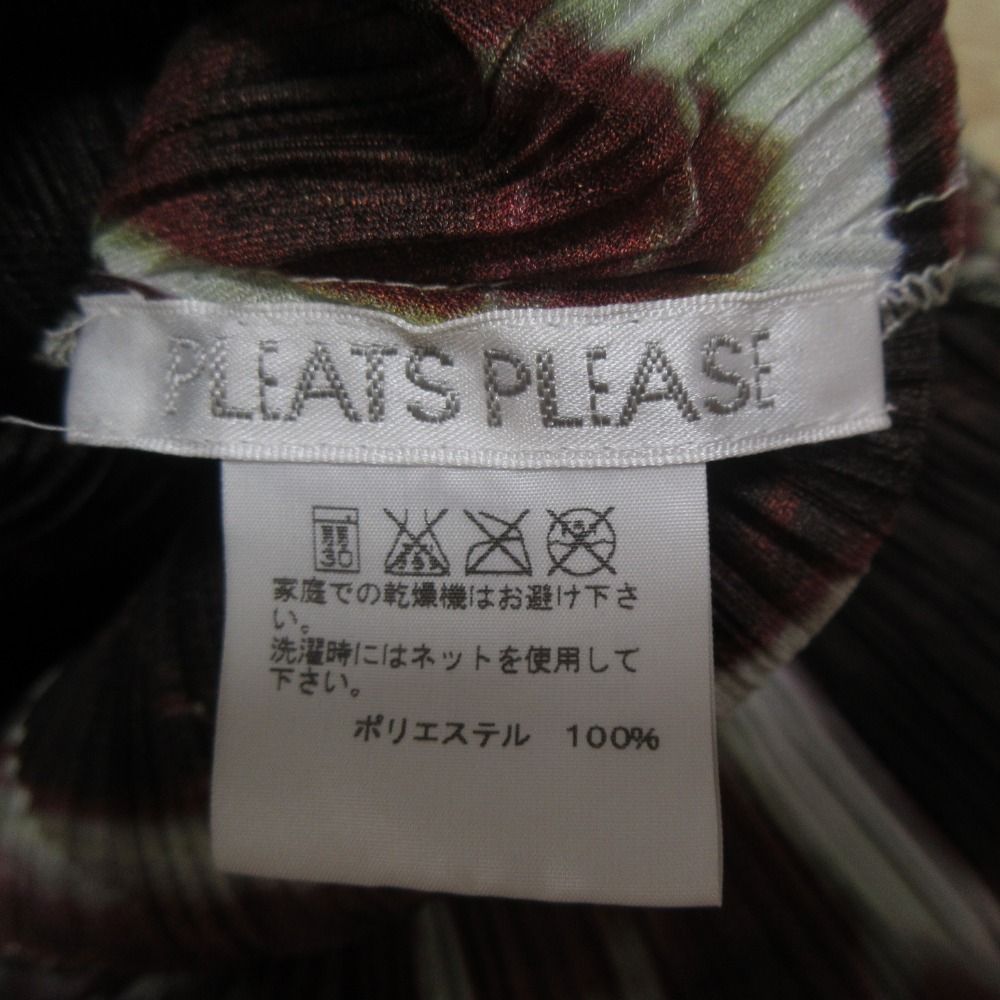 PLEATS PLEASE
30
家庭での乾燥機はお避け下さ
い。
洗濯時にはネットを使用して
下さい。
ポリエステル 100%